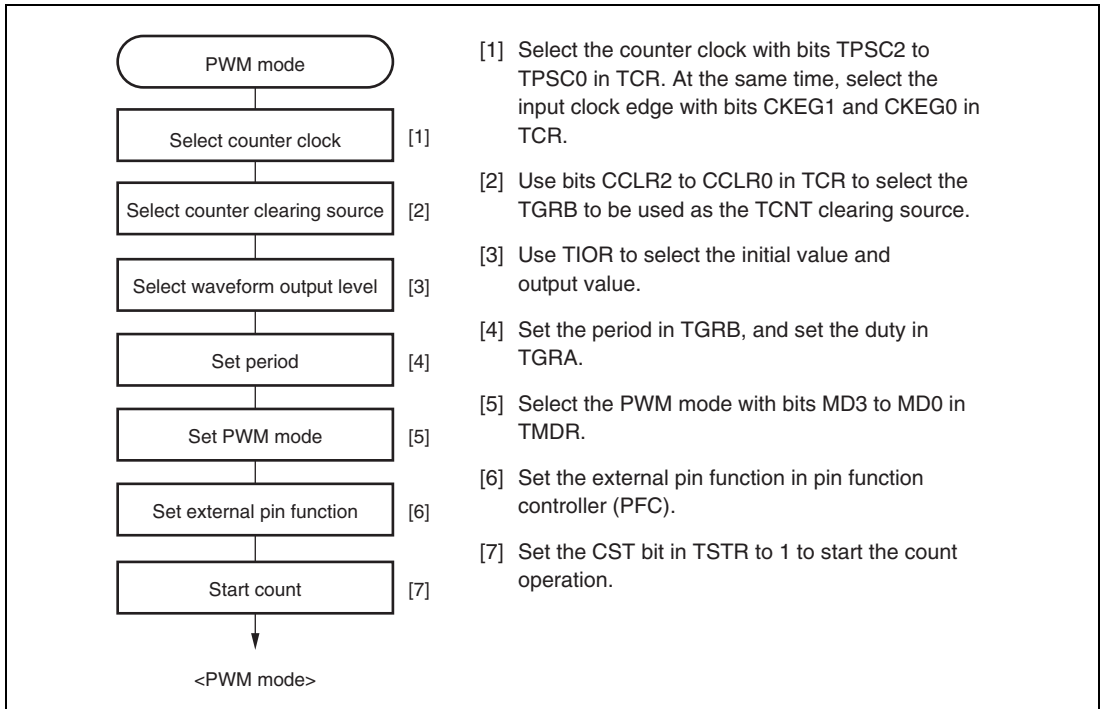 PWM mode
Select counter clock [1]
Select counter clearing source [2]
Select waveform output level [3]
Set period [4]
Set PWM mode [5]
Set external pin function [6]
Start count [7]
<PWM mode>
[1] Select the counter clock with bits TPSC2 to
TPSC0 in TCR. At the same time, select the
input clock edge with bits CKEG1 and CKEG0 in
TCR.
[2] Use bits CCLR2 to CCLR0 in TCR to select the
TGRB to be used as the TCNT clearing source.
[3] Use TIOR to select the initial value and
output value.
[4] Set the period in TGRB, and set the duty in
TGRA.
[5] Select the PWM mode with bits MD3 to MD0 in
TMDR.
[6] Set the external pin function in pin function
controller (PFC).
[7] Set the CST bit in TSTR to 1 to start the count
operation.